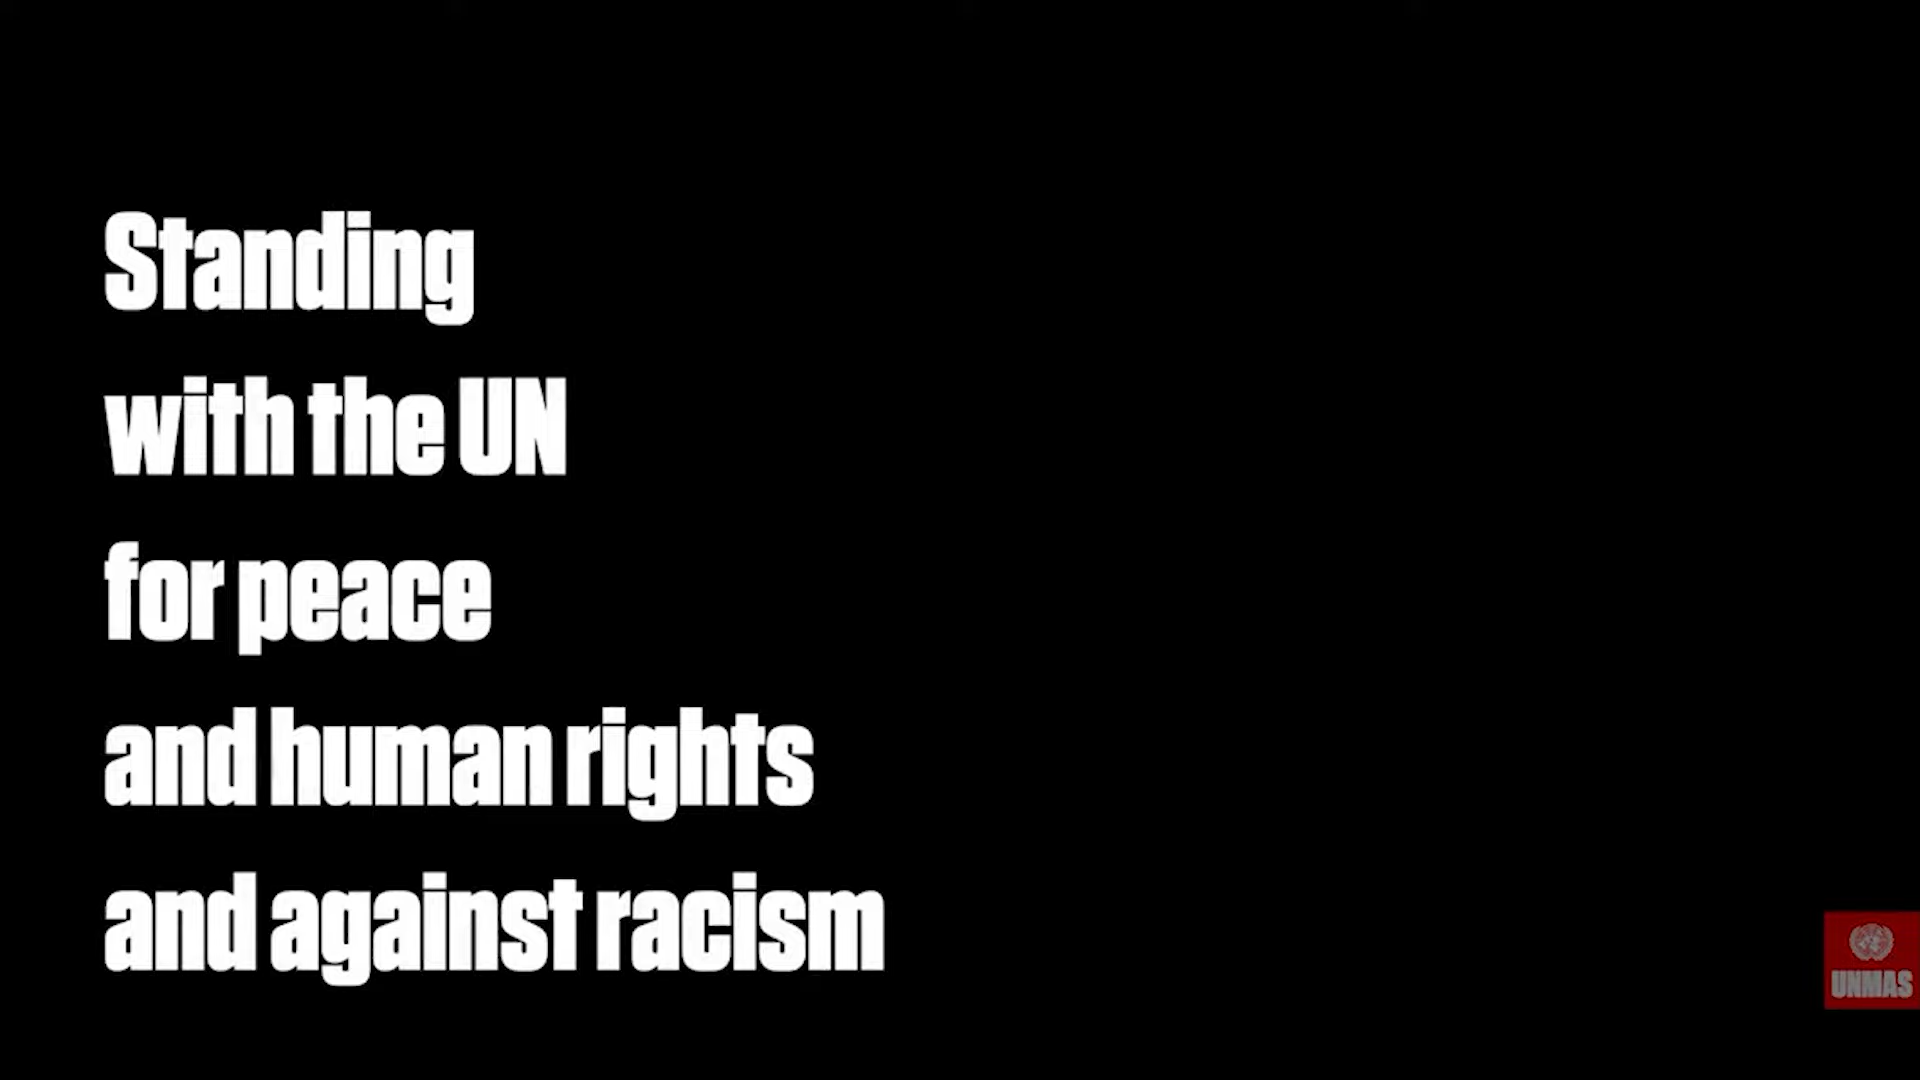 Standing
with the UN
for peace
and human rights
and against racism
UNMAS